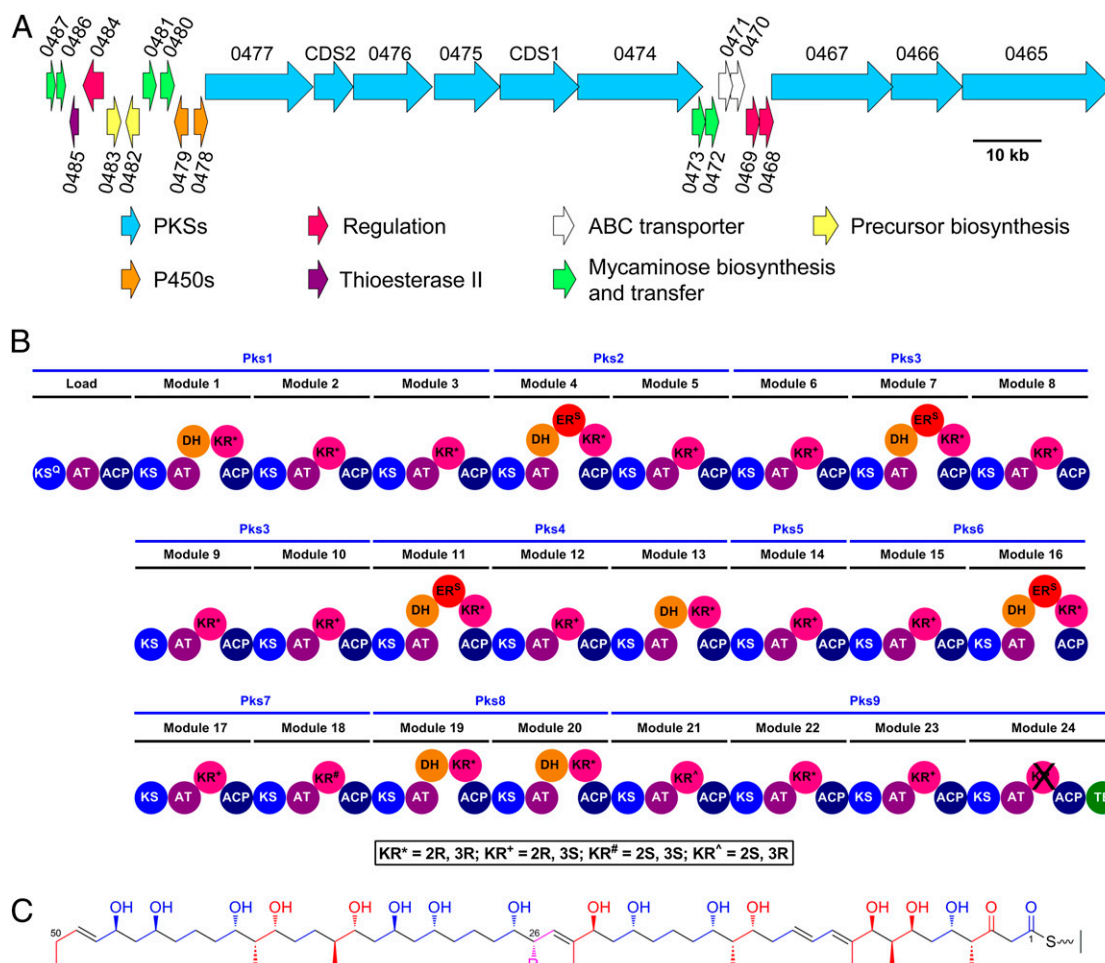 A
0487 0486 0484 0481 0480 0477 CDS2 0476 0475 CDS1 0474 0471 0470 0467 0466 0465
0485 0483 0482 0479 0478 0473 0472 0469 0468
10 kb
PKSs Regulation ABC transporter Precursor biosynthesis
P450s Thioesterase II Mycaminose biosynthesis
and transfer
B
Pks1 Pks2 Pks3
Load Module 1 Module 2 Module 3 Module 4 Module 5 Module 6 Module 7 Module 8
ERS ERS
DH KR* KR* KR* DH KR* KR+ KR+ DH KR* KR+
KSQ AT ACP KS AT ACP KS AT ACP KS AT ACP KS AT ACP KS AT ACP KS AT ACP KS AT ACP KS AT ACP
Pks3 Pks4 Pks5 Pks6
Module 9 Module 10 Module 11 Module 12 Module 13 Module 14 Module 15 Module 16
ERS ERS
KR* KR+ DH KR* KR+ DH KR* KR+ KR+ DH KR*
KS AT ACP KS AT ACP KS AT ACP KS AT ACP KS AT ACP KS AT ACP KS AT ACP KS AT ACP
Pks7 Pks8 Pks9
Module 17 Module 18 Module 19 Module 20 Module 21 Module 22 Module 23 Module 24
KR+ KR# DH KR* DH KR* KR^ KR* KR+
KS AT ACP KS AT ACP KS AT ACP KS AT ACP KS AT ACP KS AT ACP KS AT ACP KS AT ACP
KR* = 2R, 3R; KR+ = 2R, 3S; KR# = 2S, 3S; KR^ = 2S, 3R
C
OH OH OH OH OH OH OH OH OH OH OH OH OH OH OH O O
50 26 1 S